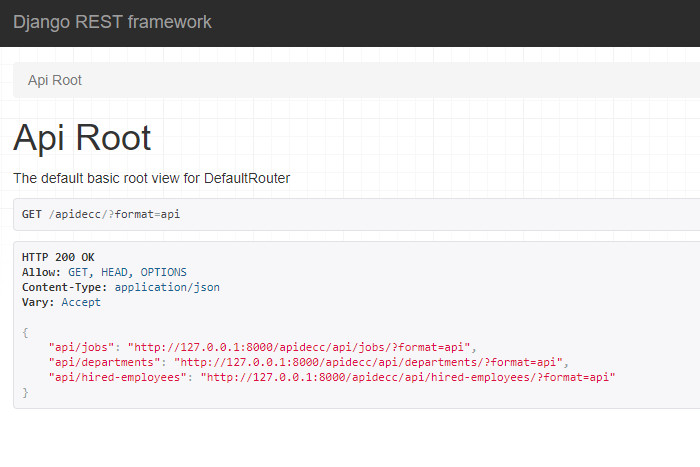 Django REST framework
Api Root
Api Root
The default basic root view for DefaultRouter
GET /apidecc/?format=api
HTTP 200 OK
Allow: GET, HEAD, OPTIONS
Content-Type: application/json
Vary: Accept
{
    "api/jobs": "http://127.0.0.1:8000/apidecc/api/jobs/?format=api",
    "api/departments": "http://127.0.0.1:8000/apidecc/api/departments/?format=api",
    "api/hired-employees": "http://127.0.0.1:8000/apidecc/api/hired-employees/?format=api"
}